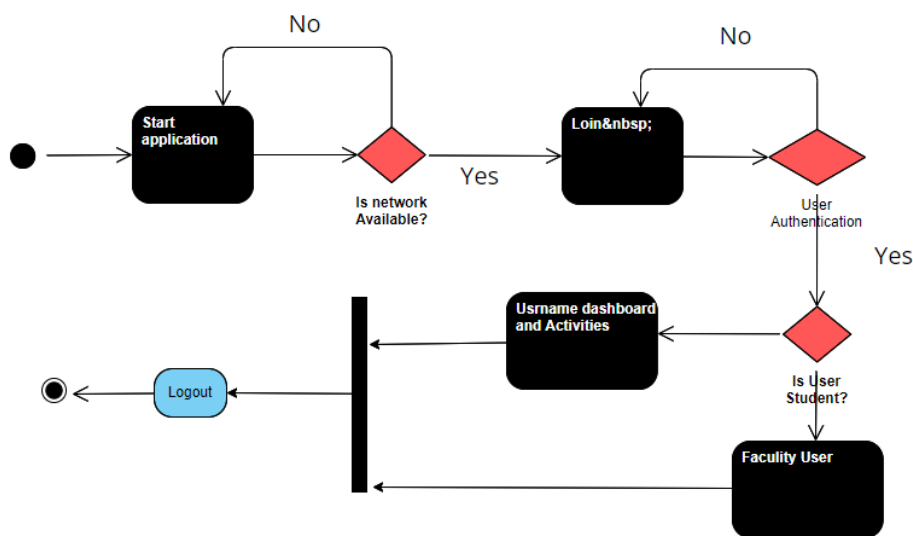 No
No
Start
application
Loin&nbsp;
Yes
Is network
Available?
User
Authentication
Yes
Usrname dashboard
and Activities
Logout
Is User
Student?
Faculity User